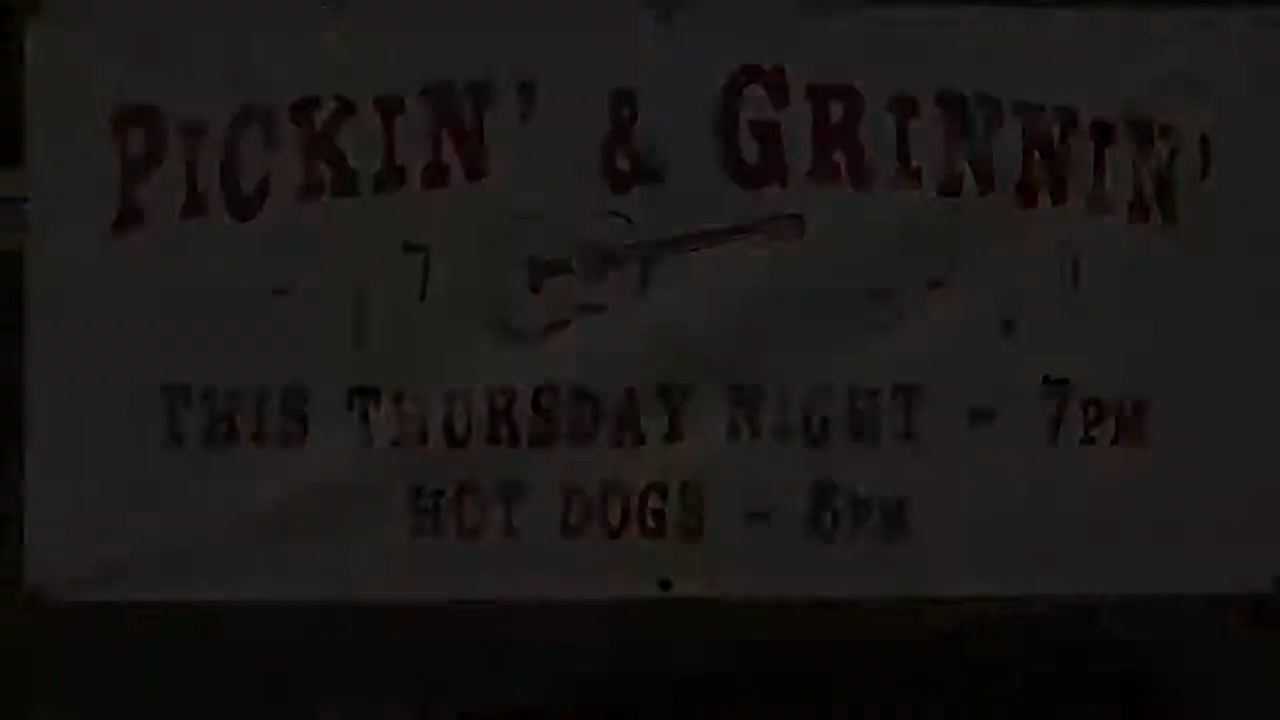 PICKIN' & GRINNIN'
THIS THURSDAY NIGHT - 7PM
HOT DOGS - 6PM